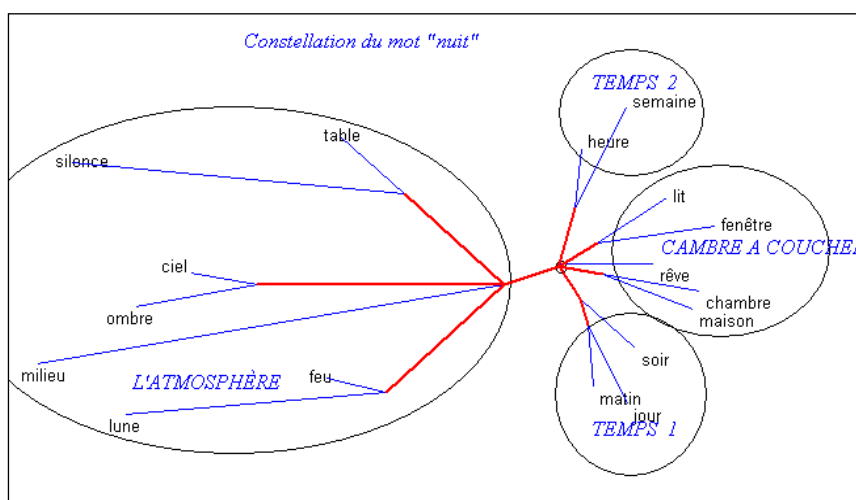 Constellation du mot "nuit"
TEMPS 2
semaine
table
heure
silence
lit
fenêtre
CAMBRE A COUCHE
ciel
rêve
chambre
ombre
maison
soir
milieu
feu
L'ATMOSPHÈRE
matin
jour
lune
TEMPS 1